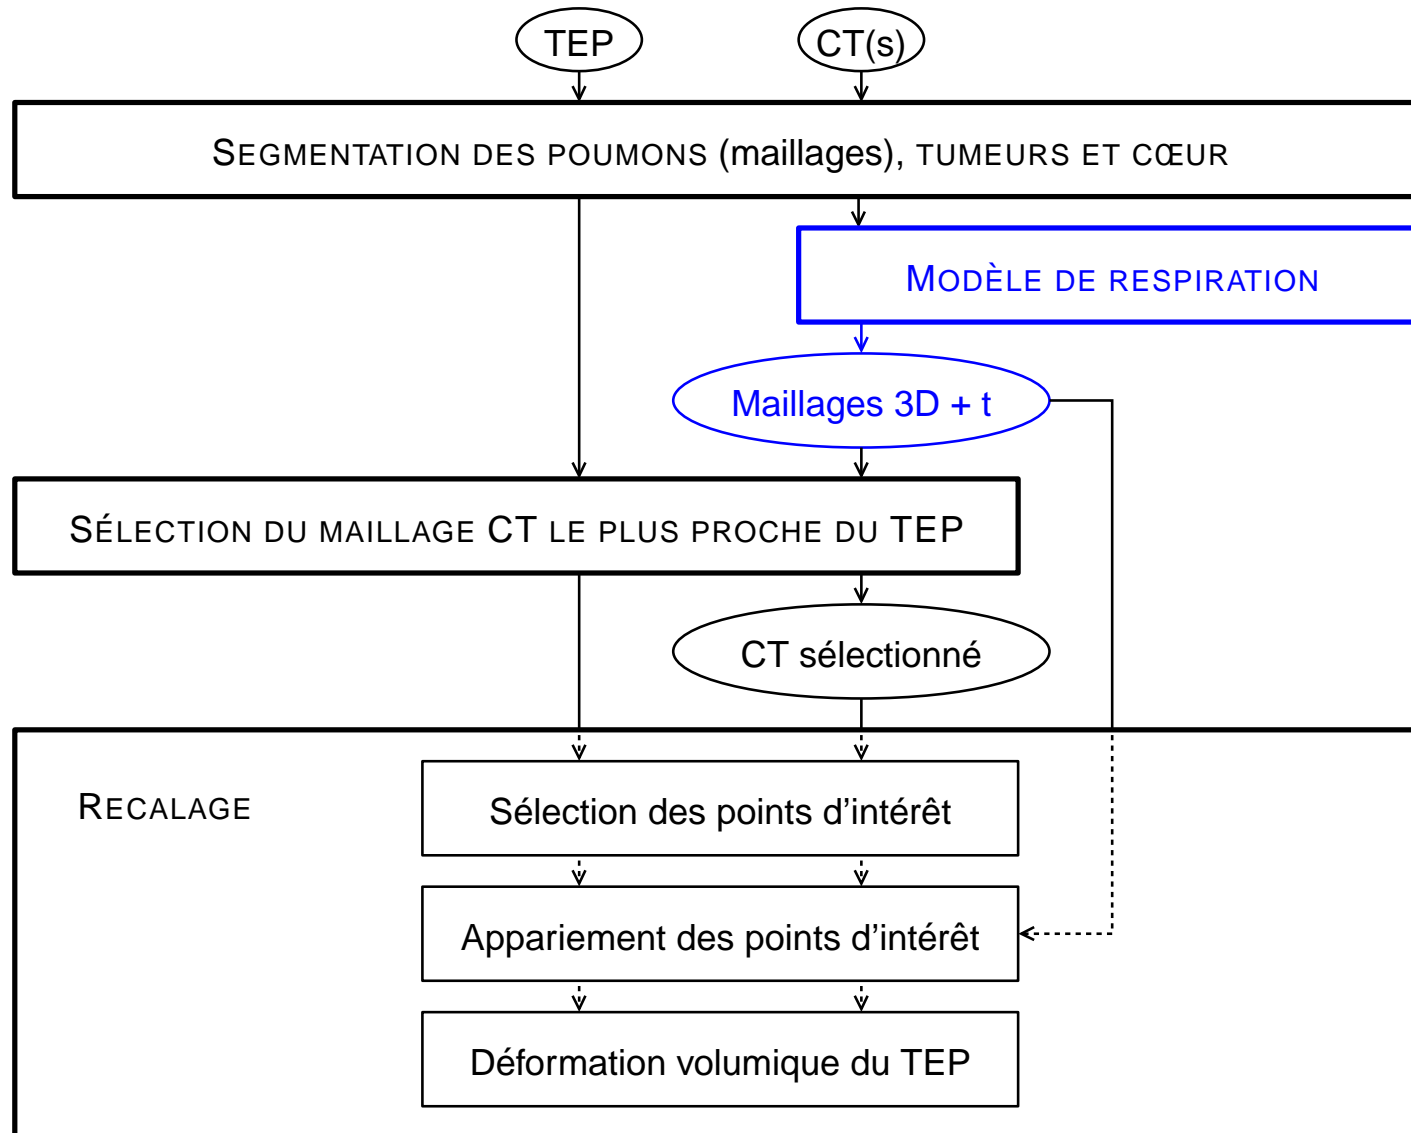 TEP
CT(s)
SEGMENTATION DES POUMONS (maillages), TUMEURS ET CŒUR
MODÈLE DE RESPIRATION
Maillages 3D + t
SÉLECTION DU MAILLAGE CT LE PLUS PROCHE DU TEP
CT sélectionné
RECALAGE
Sélection des points d'intérêt
Appariement des points d'intérêt
Déformation volumique du TEP